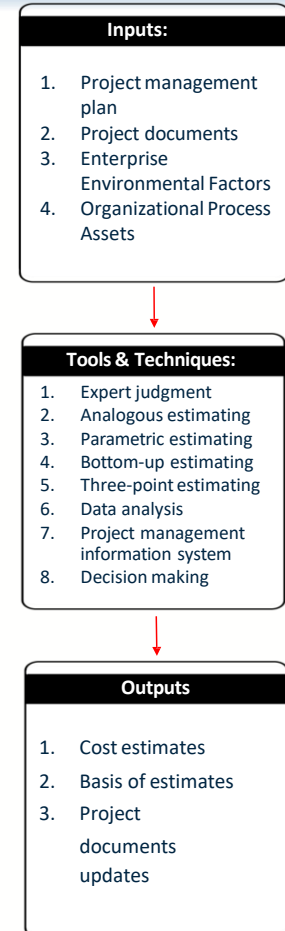 Inputs:
1. Project management
plan
2. Project documents
3. Enterprise
Environmental Factors
4. Organizational Process
Assets
Tools & Techniques:
1. Expert judgment
2. Analogous estimating
3. Parametric estimating
4. Bottom-up estimating
5. Three-point estimating
6. Data analysis
7. Project management
information system
8. Decision making
Outputs
1. Cost estimates
2. Basis of estimates
3. Project
documents
updates